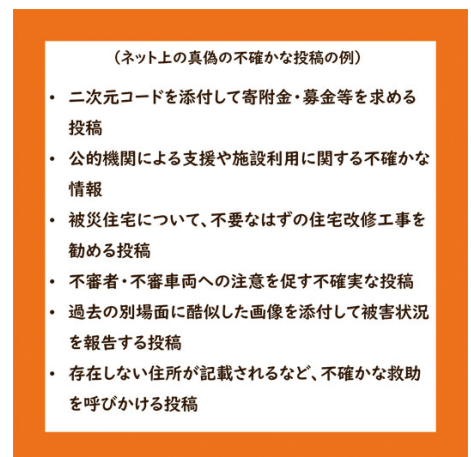 （ネット上の真偽の不確かな投稿の例）
• 二次元コードを添付して寄附金・募金等を求める
投稿
• 公的機関による支援や施設利用に関する不確かな
情報
• 被災住宅について、不要なはずの住宅改修工事を
勧める投稿
• 不審者・不審車両への注意を促す不確実な投稿
• 過去の別場面に酷似した画像を添付して被害状況
を報告する投稿
• 存在しない住所が記載されるなど、不確かな救助
を呼びかける投稿